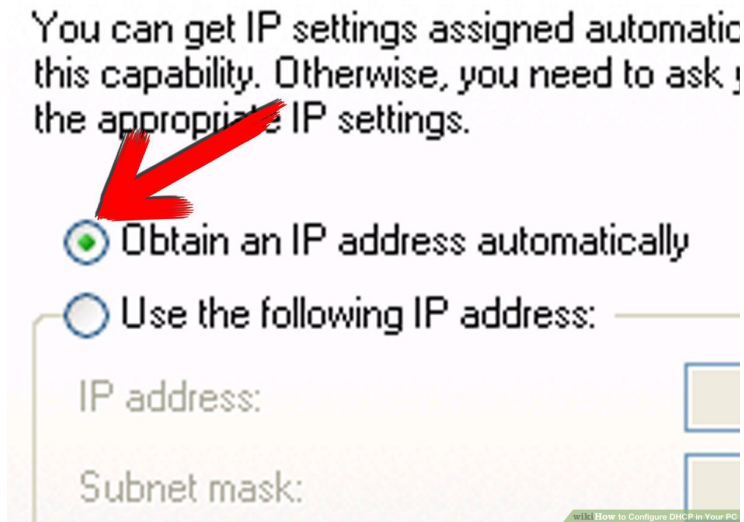 You can get IP settings assigned automatic
this capability. Otherwise, you need to ask
the appropriate IP settings.
Obtain an IP address automatically
Use the following IP address:
IP address:
Subnet mask:
wikiHow to Configure DHCP in Your PC